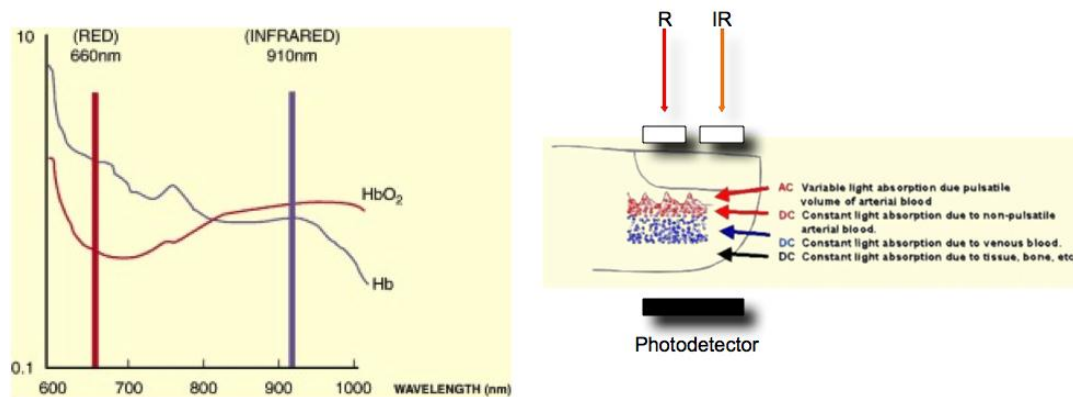 10
(RED)
660nm
(INFRARED)
910nm
HbO2
Hb
0.1
600 700 800 900 1000 WAVELENGTH (nm)
R IR
AC Variable light absorption due pulsatile
volume of arterial blood
DC Constant light absorption due to non-pulsatile
arterial blood.
DC Constant light absorption due to venous blood.
DC Constant light absorption due to tissue, bone, etc
Photodetector